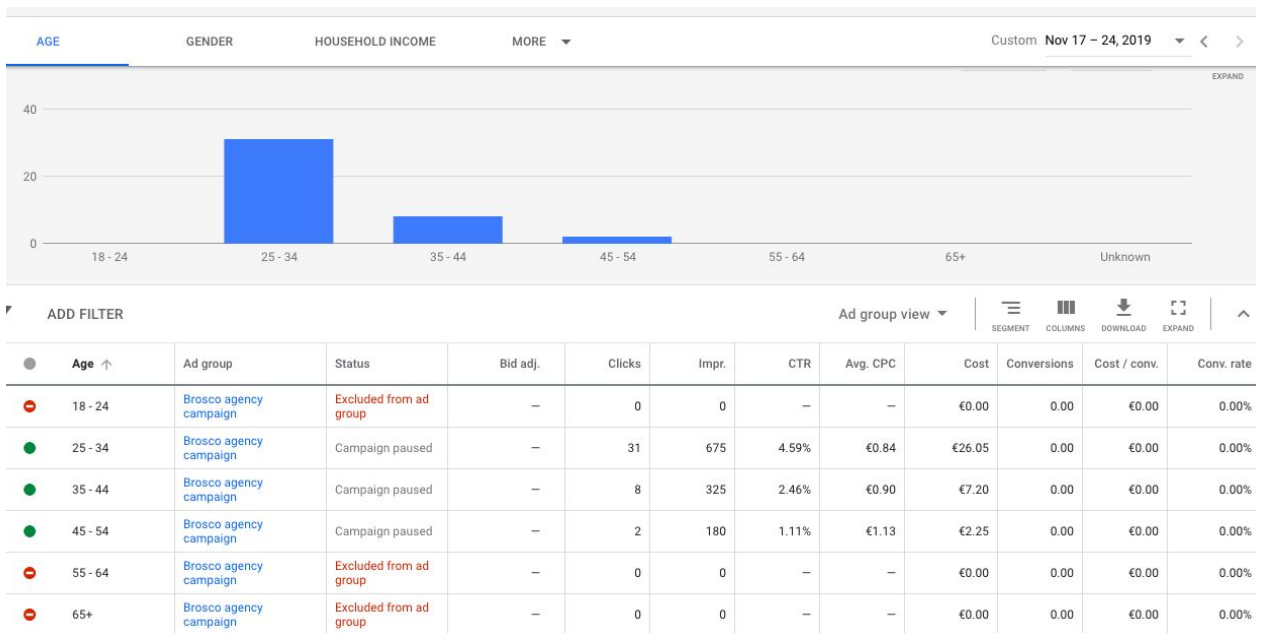 AGE GENDER HOUSEHOLD INCOME MORE Custom Nov 17 – 24, 2019
EXPAND
40
20
0
18 - 24 25 - 34 35 - 44 45 - 54 55 - 64 65+ Unknown
ADD FILTER Ad group view SEGMENT COLUMNS DOWNLOAD EXPAND
Age Ad group Status Bid adj. Clicks Impr. CTR Avg. CPC Cost Conversions Cost / conv. Conv. rate
18 - 24 Brosco agency campaign Excluded from ad group – 0 0 – – €0.00 0.00 €0.00 0.00%
25 - 34 Brosco agency campaign Campaign paused – 31 675 4.59% €0.84 €26.05 0.00 €0.00 0.00%
35 - 44 Brosco agency campaign Campaign paused – 8 325 2.46% €0.90 €7.20 0.00 €0.00 0.00%
45 - 54 Brosco agency campaign Campaign paused – 2 180 1.11% €1.13 €2.25 0.00 €0.00 0.00%
55 - 64 Brosco agency campaign Excluded from ad group – 0 0 – – €0.00 0.00 €0.00 0.00%
65+ Brosco agency campaign Excluded from ad group – 0 0 – – €0.00 0.00 €0.00 0.00%